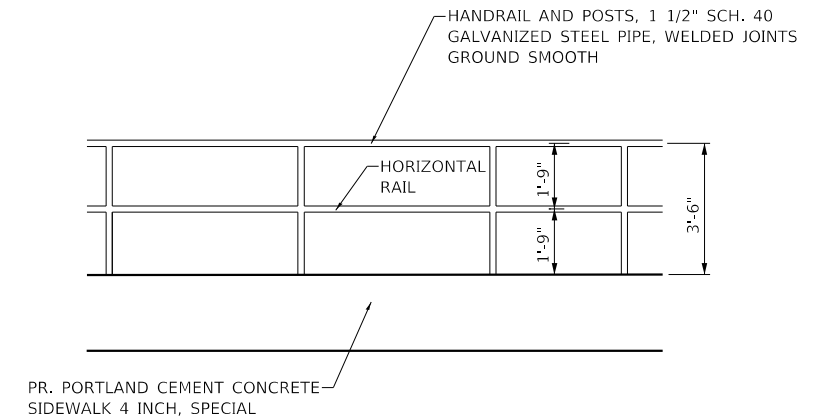 HANDRAIL AND POSTS, 1 1/2" SCH. 40
GALVANIZED STEEL PIPE, WELDED JOINTS
GROUND SMOOTH
HORIZONTAL
RAIL
1'-9"
1'-9"
3'-6"
PR. PORTLAND CEMENT CONCRETE
SIDEWALK 4 INCH, SPECIAL